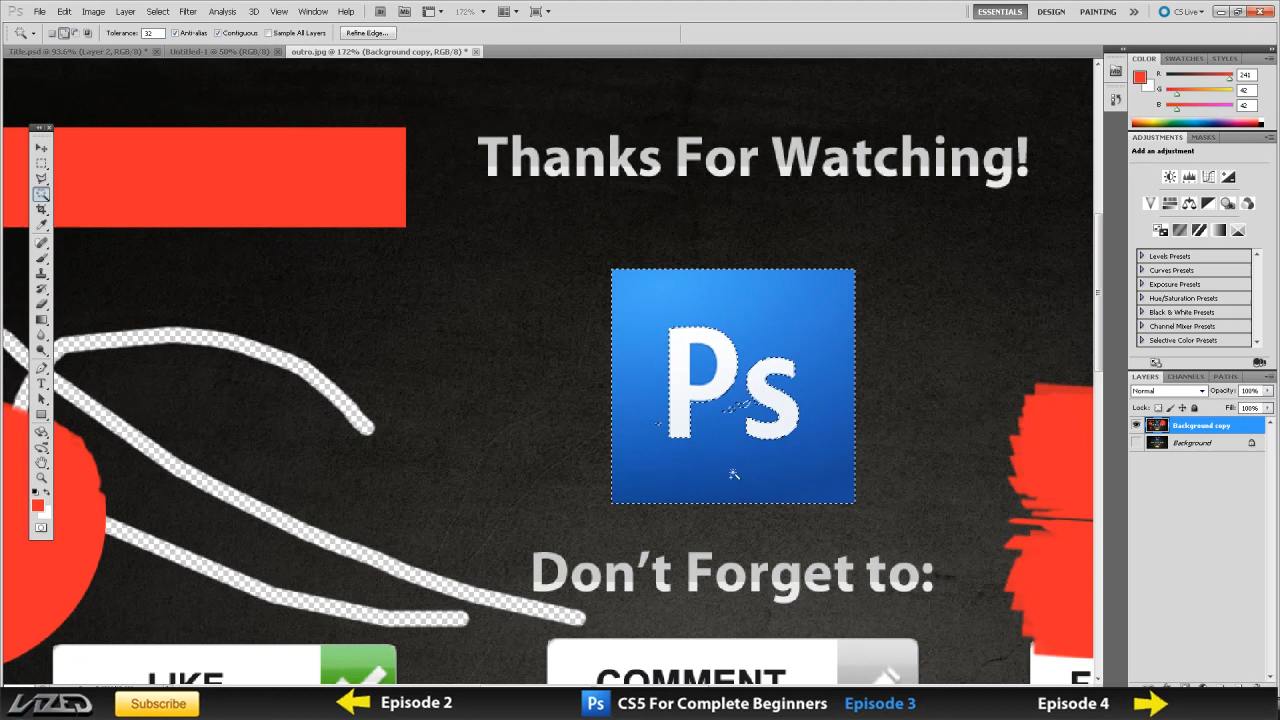 Ps File Edit Image Layer Select Filter Analysis 3D View Window Help Br Mb 172% ESSENTIALS DESIGN PAINTING CS Live
Tolerance: 32 Anti-alias Contiguous Sample All Layers Refine Edge...
Title.psd @ 93.6% (Layer 2, RGB/8) * Untitled-1 @ 50% (RGB/8) outro.jpg @ 172% (Background copy, RGB/8) *
COLOR SWATCHES STYLES
R 241
G 42
B 42
ADJUSTMENTS MASKS
Add an adjustment
Levels Presets
Curves Presets
Exposure Presets
Hue/Saturation Presets
Black & White Presets
Channel Mixer Presets
Selective Color Presets
LAYERS CHANNELS PATHS
Normal Opacity: 100%
Lock: Fill: 100%
Background copy
Background
Thanks For Watching!
Ps
Don't Forget to:
LIKE
COMMENT
VIZED Subscribe Episode 2 Ps CS5 For Complete Beginners Episode 3 Episode 4